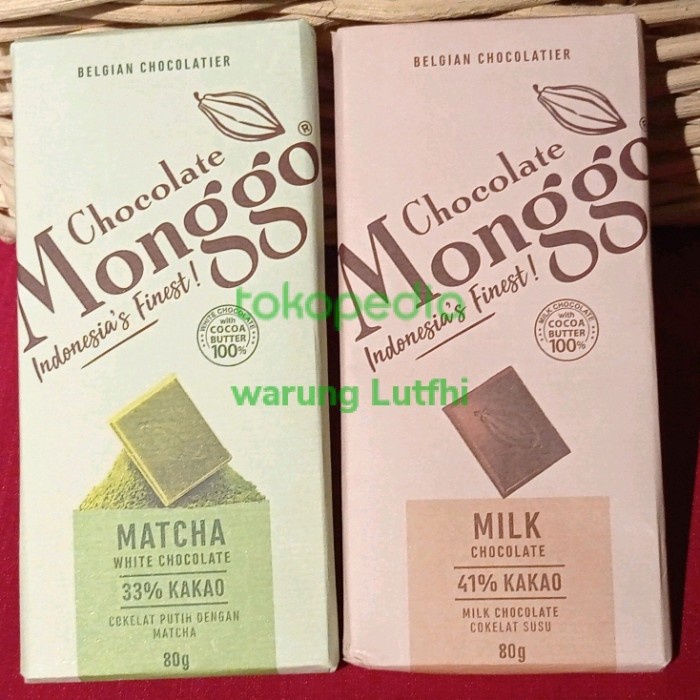 BELGIAN CHOCOLATIER
Chocolate
Monggo®
Indonesia's Finest!
WHITE CHOCOLATE
with
COCOA
BUTTER
100%
MATCHA
WHITE CHOCOLATE
33% KAKAO
COKELAT PUTIH DENGAN
MATCHA
80g
BELGIAN CHOCOLATIER
Chocolate
Monggo
Indonesia's Finest!
MILK CHOCOLATE
with
COCOA
BUTTER
100%
MILK
CHOCOLATE
41% KAKAO
MILK CHOCOLATE
COKELAT SUSU
80g
tokopedia
warung Lutfhi